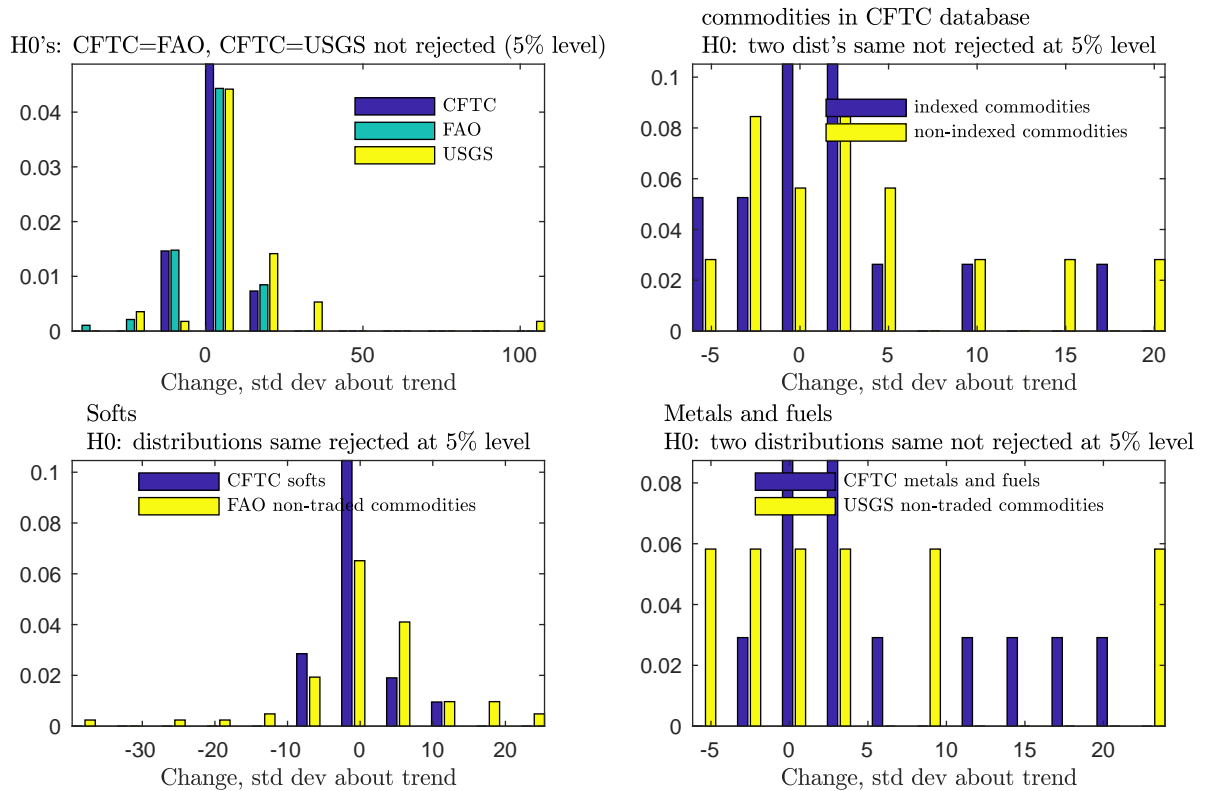 H0's: CFTC=FAO, CFTC=USGS not rejected (5% level)
0.04
0.03
0.02
0.01
0
0
50
100
CFTC
FAO
USGS
Change, std dev about trend
commodities in CFTC database
H0: two dist's same not rejected at 5% level
0.1
0.08
0.06
0.04
0.02
0
-5
0
5
10
15
20
indexed commodities
non-indexed commodities
Change, std dev about trend
Softs
H0: distributions same rejected at 5% level
0.1
0.08
0.06
0.04
0.02
0
-30
-20
-10
0
10
20
CFTC softs
FAO non-traded commodities
Change, std dev about trend
Metals and fuels
H0: two distributions same not rejected at 5% level
0.08
0.06
0.04
0.02
0
-5
0
5
10
15
20
CFTC metals and fuels
USGS non-traded commodities
Change, std dev about trend